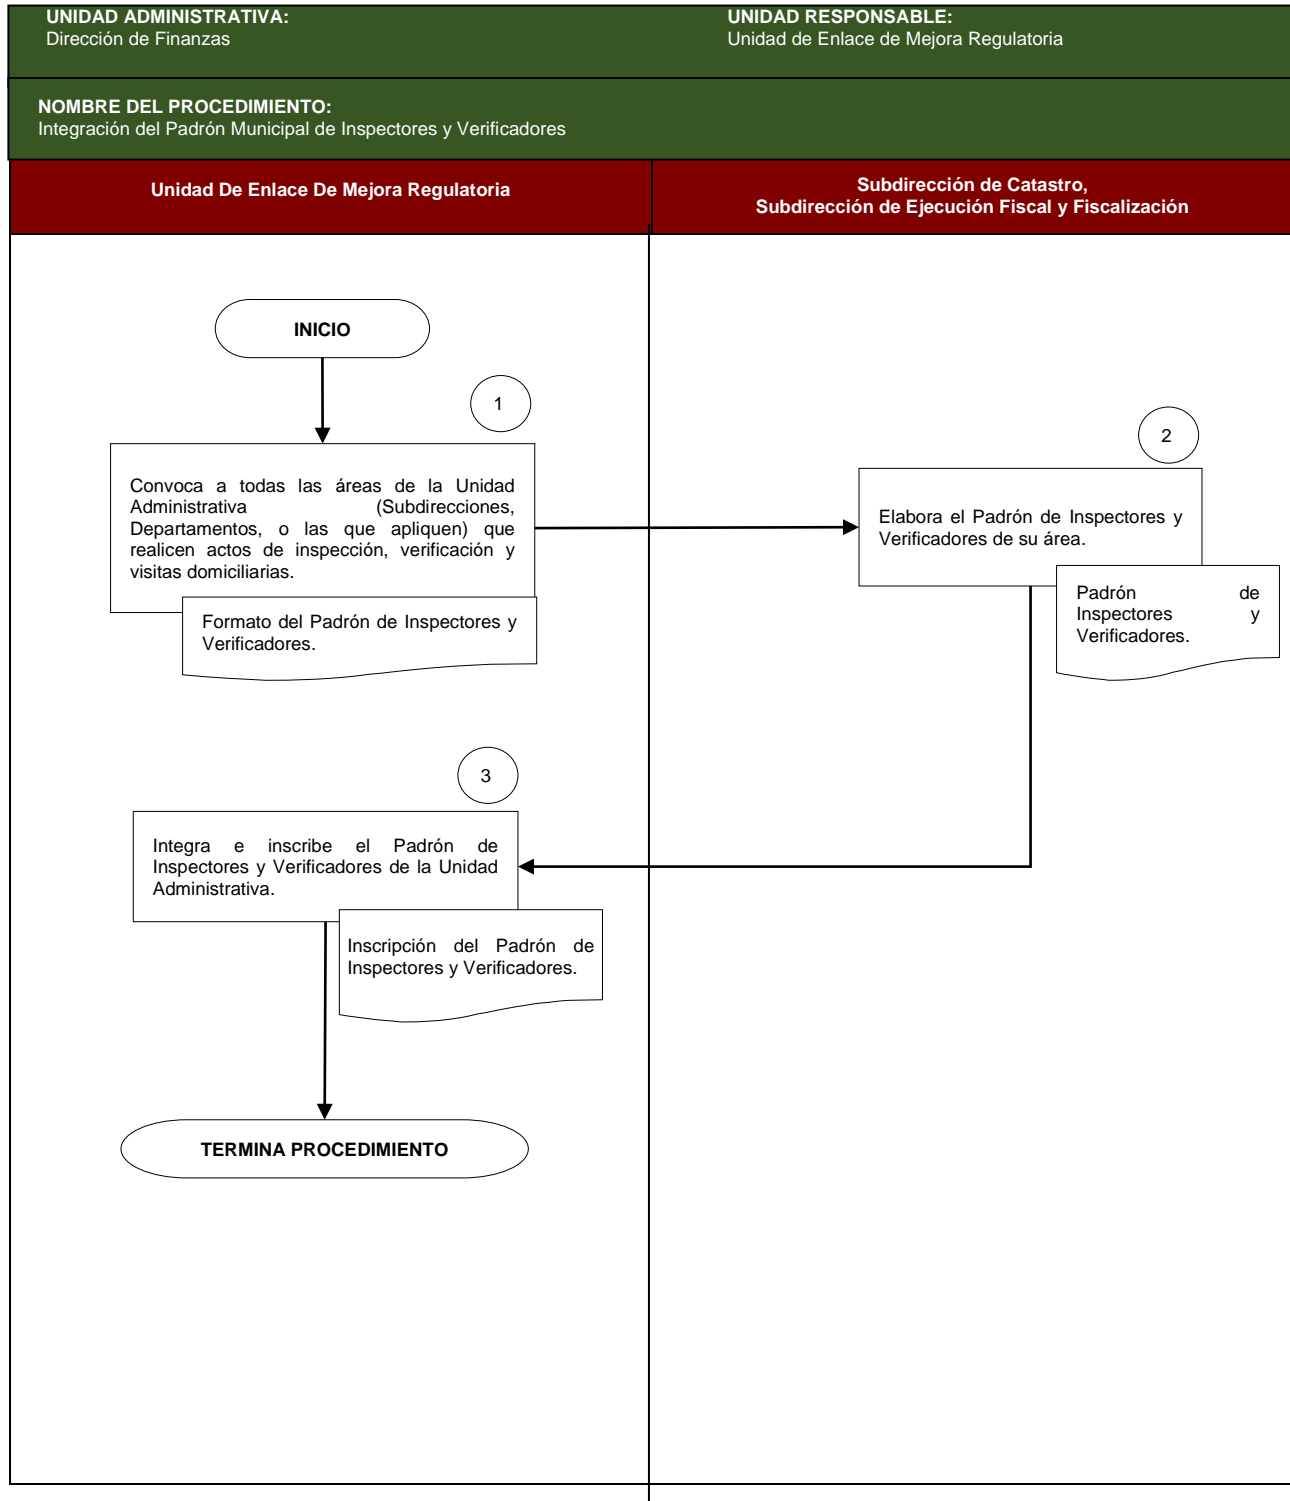 UNIDAD ADMINISTRATIVA:
Dirección de Finanzas
UNIDAD RESPONSABLE:
Unidad de Enlace de Mejora Regulatoria
NOMBRE DEL PROCEDIMIENTO:
Integración del Padrón Municipal de Inspectores y Verificadores
Unidad De Enlace De Mejora Regulatoria
Subdirección de Catastro,
Subdirección de Ejecución Fiscal y Fiscalización
INICIO
1
Convoca a todas las áreas de la Unidad
Administrativa (Subdirecciones,
Departamentos, o las que apliquen) que
realicen actos de inspección, verificación y
visitas domiciliarias.
Formato del Padrón de Inspectores y
Verificadores.
2
Elabora el Padrón de Inspectores y
Verificadores de su área.
Padrón de
Inspectores y
Verificadores.
3
Integra e inscribe el Padrón de
Inspectores y Verificadores de la Unidad
Administrativa.
Inscripción del Padrón de
Inspectores y Verificadores.
TERMINA PROCEDIMIENTO